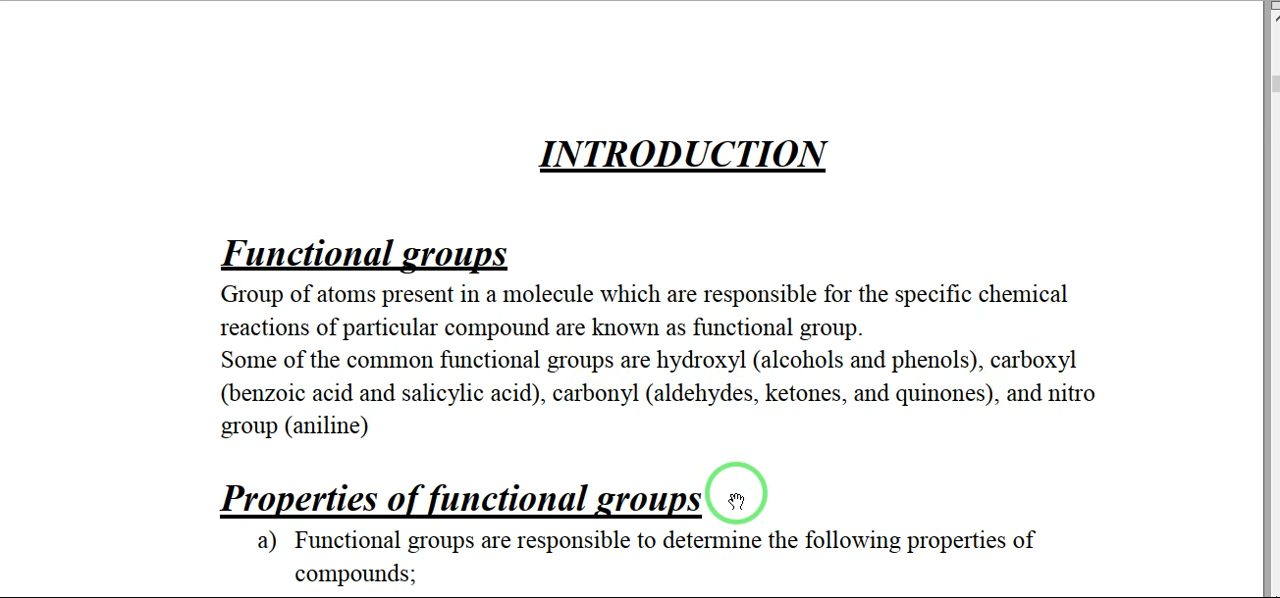 INTRODUCTION
Functional groups
Group of atoms present in a molecule which are responsible for the specific chemical
reactions of particular compound are known as functional group.
Some of the common functional groups are hydroxyl (alcohols and phenols), carboxyl
(benzoic acid and salicylic acid), carbonyl (aldehydes, ketones, and quinones), and nitro
group (aniline)
Properties of functional groups
a) Functional groups are responsible to determine the following properties of
compounds;